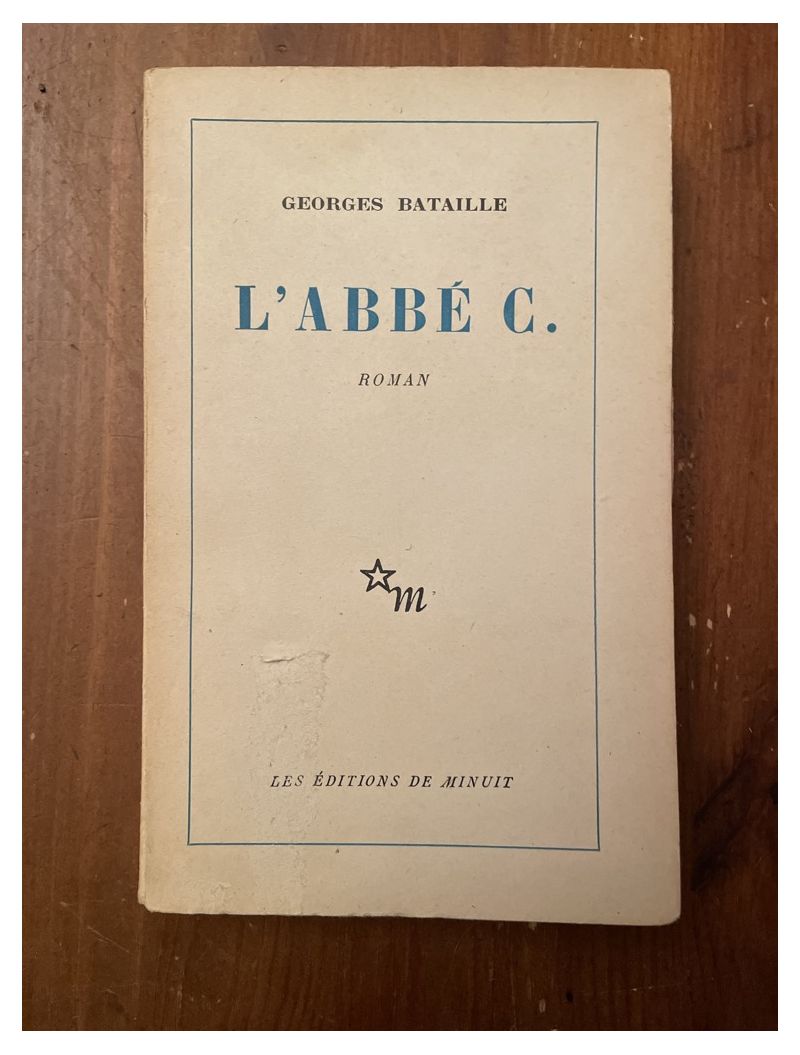 GEORGES BATAILLE
L'ABBÉ C.
ROMAN
m
LES ÉDITIONS DE MINUIT